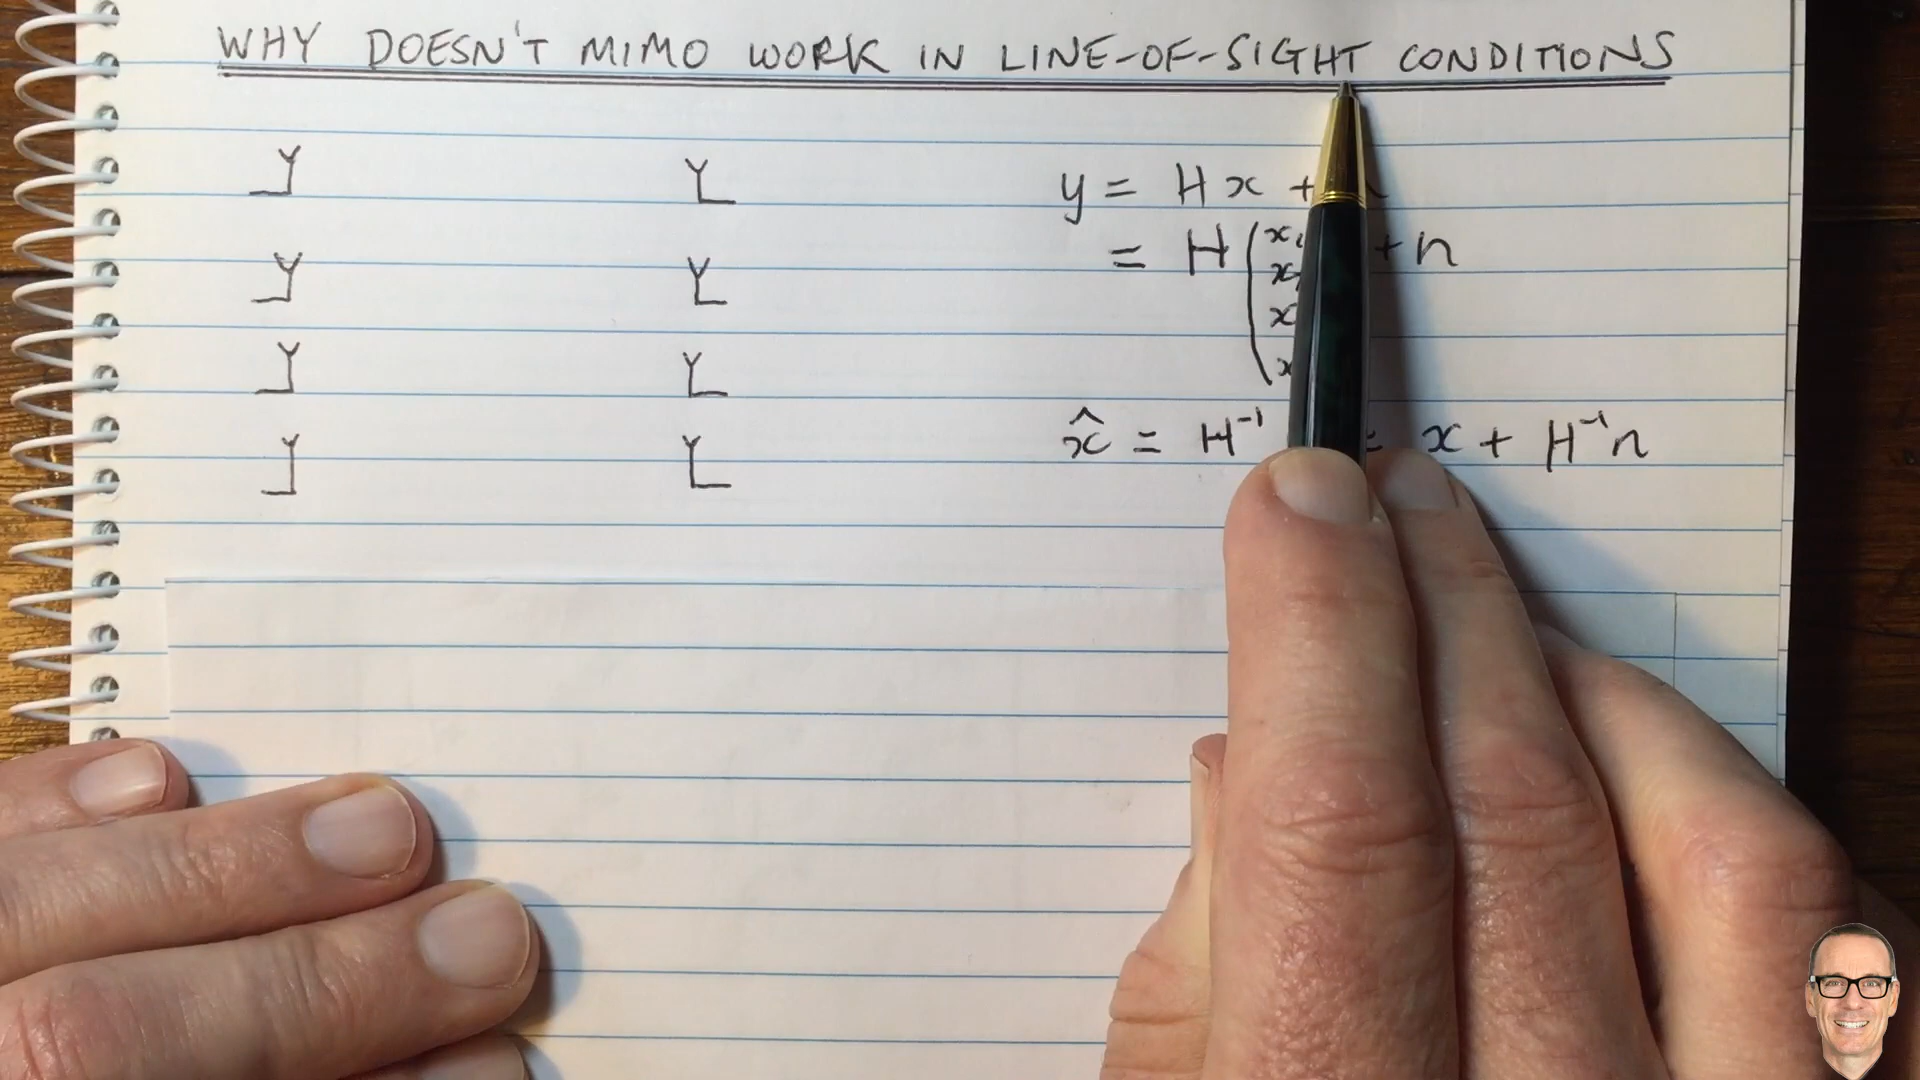 WHY DOESN'T MIMO WORK IN LINE-OF-SIGHT CONDITIONS
y = Hx +
= H ( x + n
x
x
x
x̂ = H⁻¹ = x + H⁻¹n